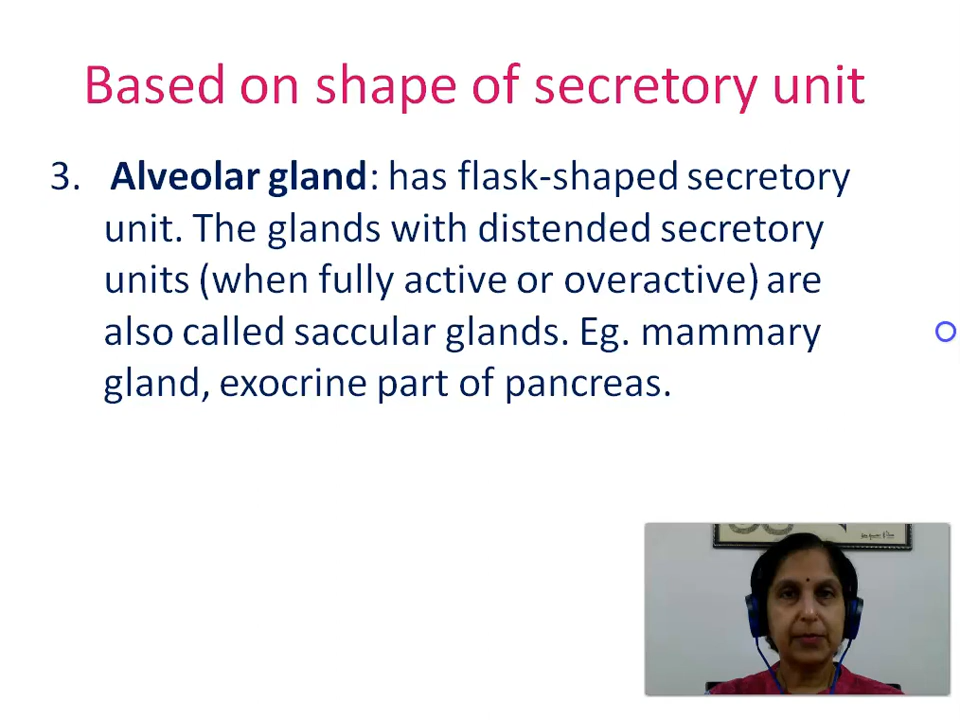 Based on shape of secretory unit
3. Alveolar gland: has flask-shaped secretory
unit. The glands with distended secretory
units (when fully active or overactive) are
also called saccular glands. Eg. mammary
gland, exocrine part of pancreas.